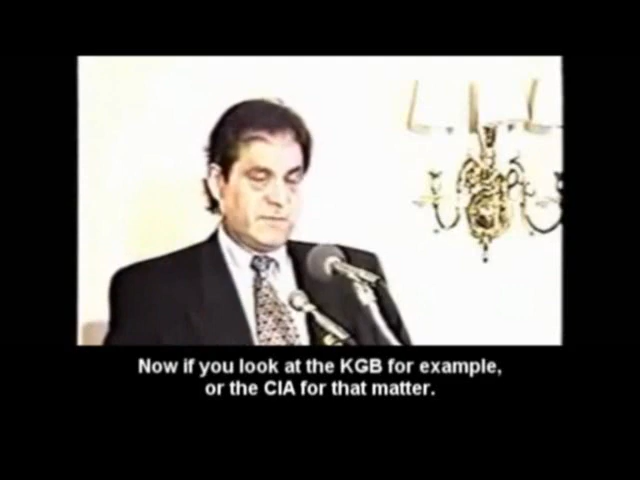 Now if you look at the KGB for example,
or the CIA for that matter.